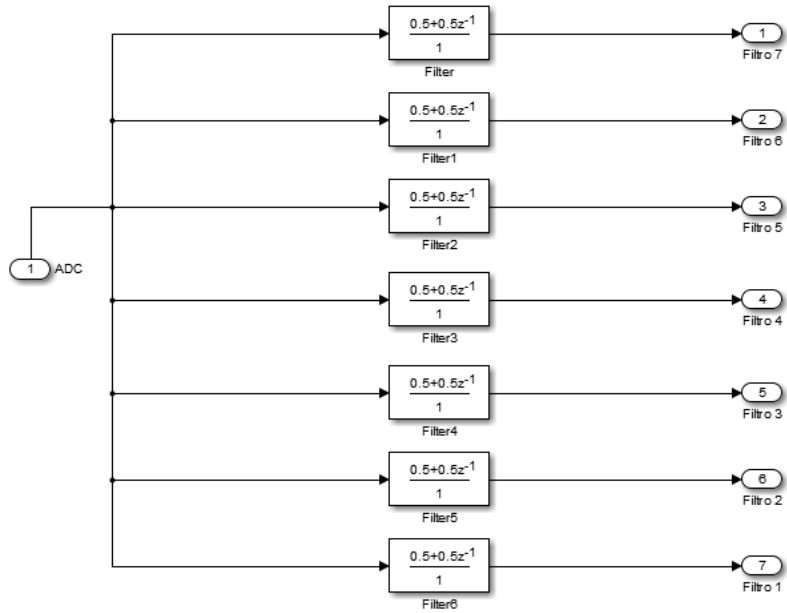 0.5+0.5z-1
1
Filter
1
Filtro 7
0.5+0.5z-1
1
Filter1
2
Filtro 6
0.5+0.5z-1
1
Filter2
3
Filtro 5
1
ADC
0.5+0.5z-1
1
Filter3
4
Filtro 4
0.5+0.5z-1
1
Filter4
5
Filtro 3
0.5+0.5z-1
1
Filter5
6
Filtro 2
0.5+0.5z-1
1
Filter6
7
Filtro 1